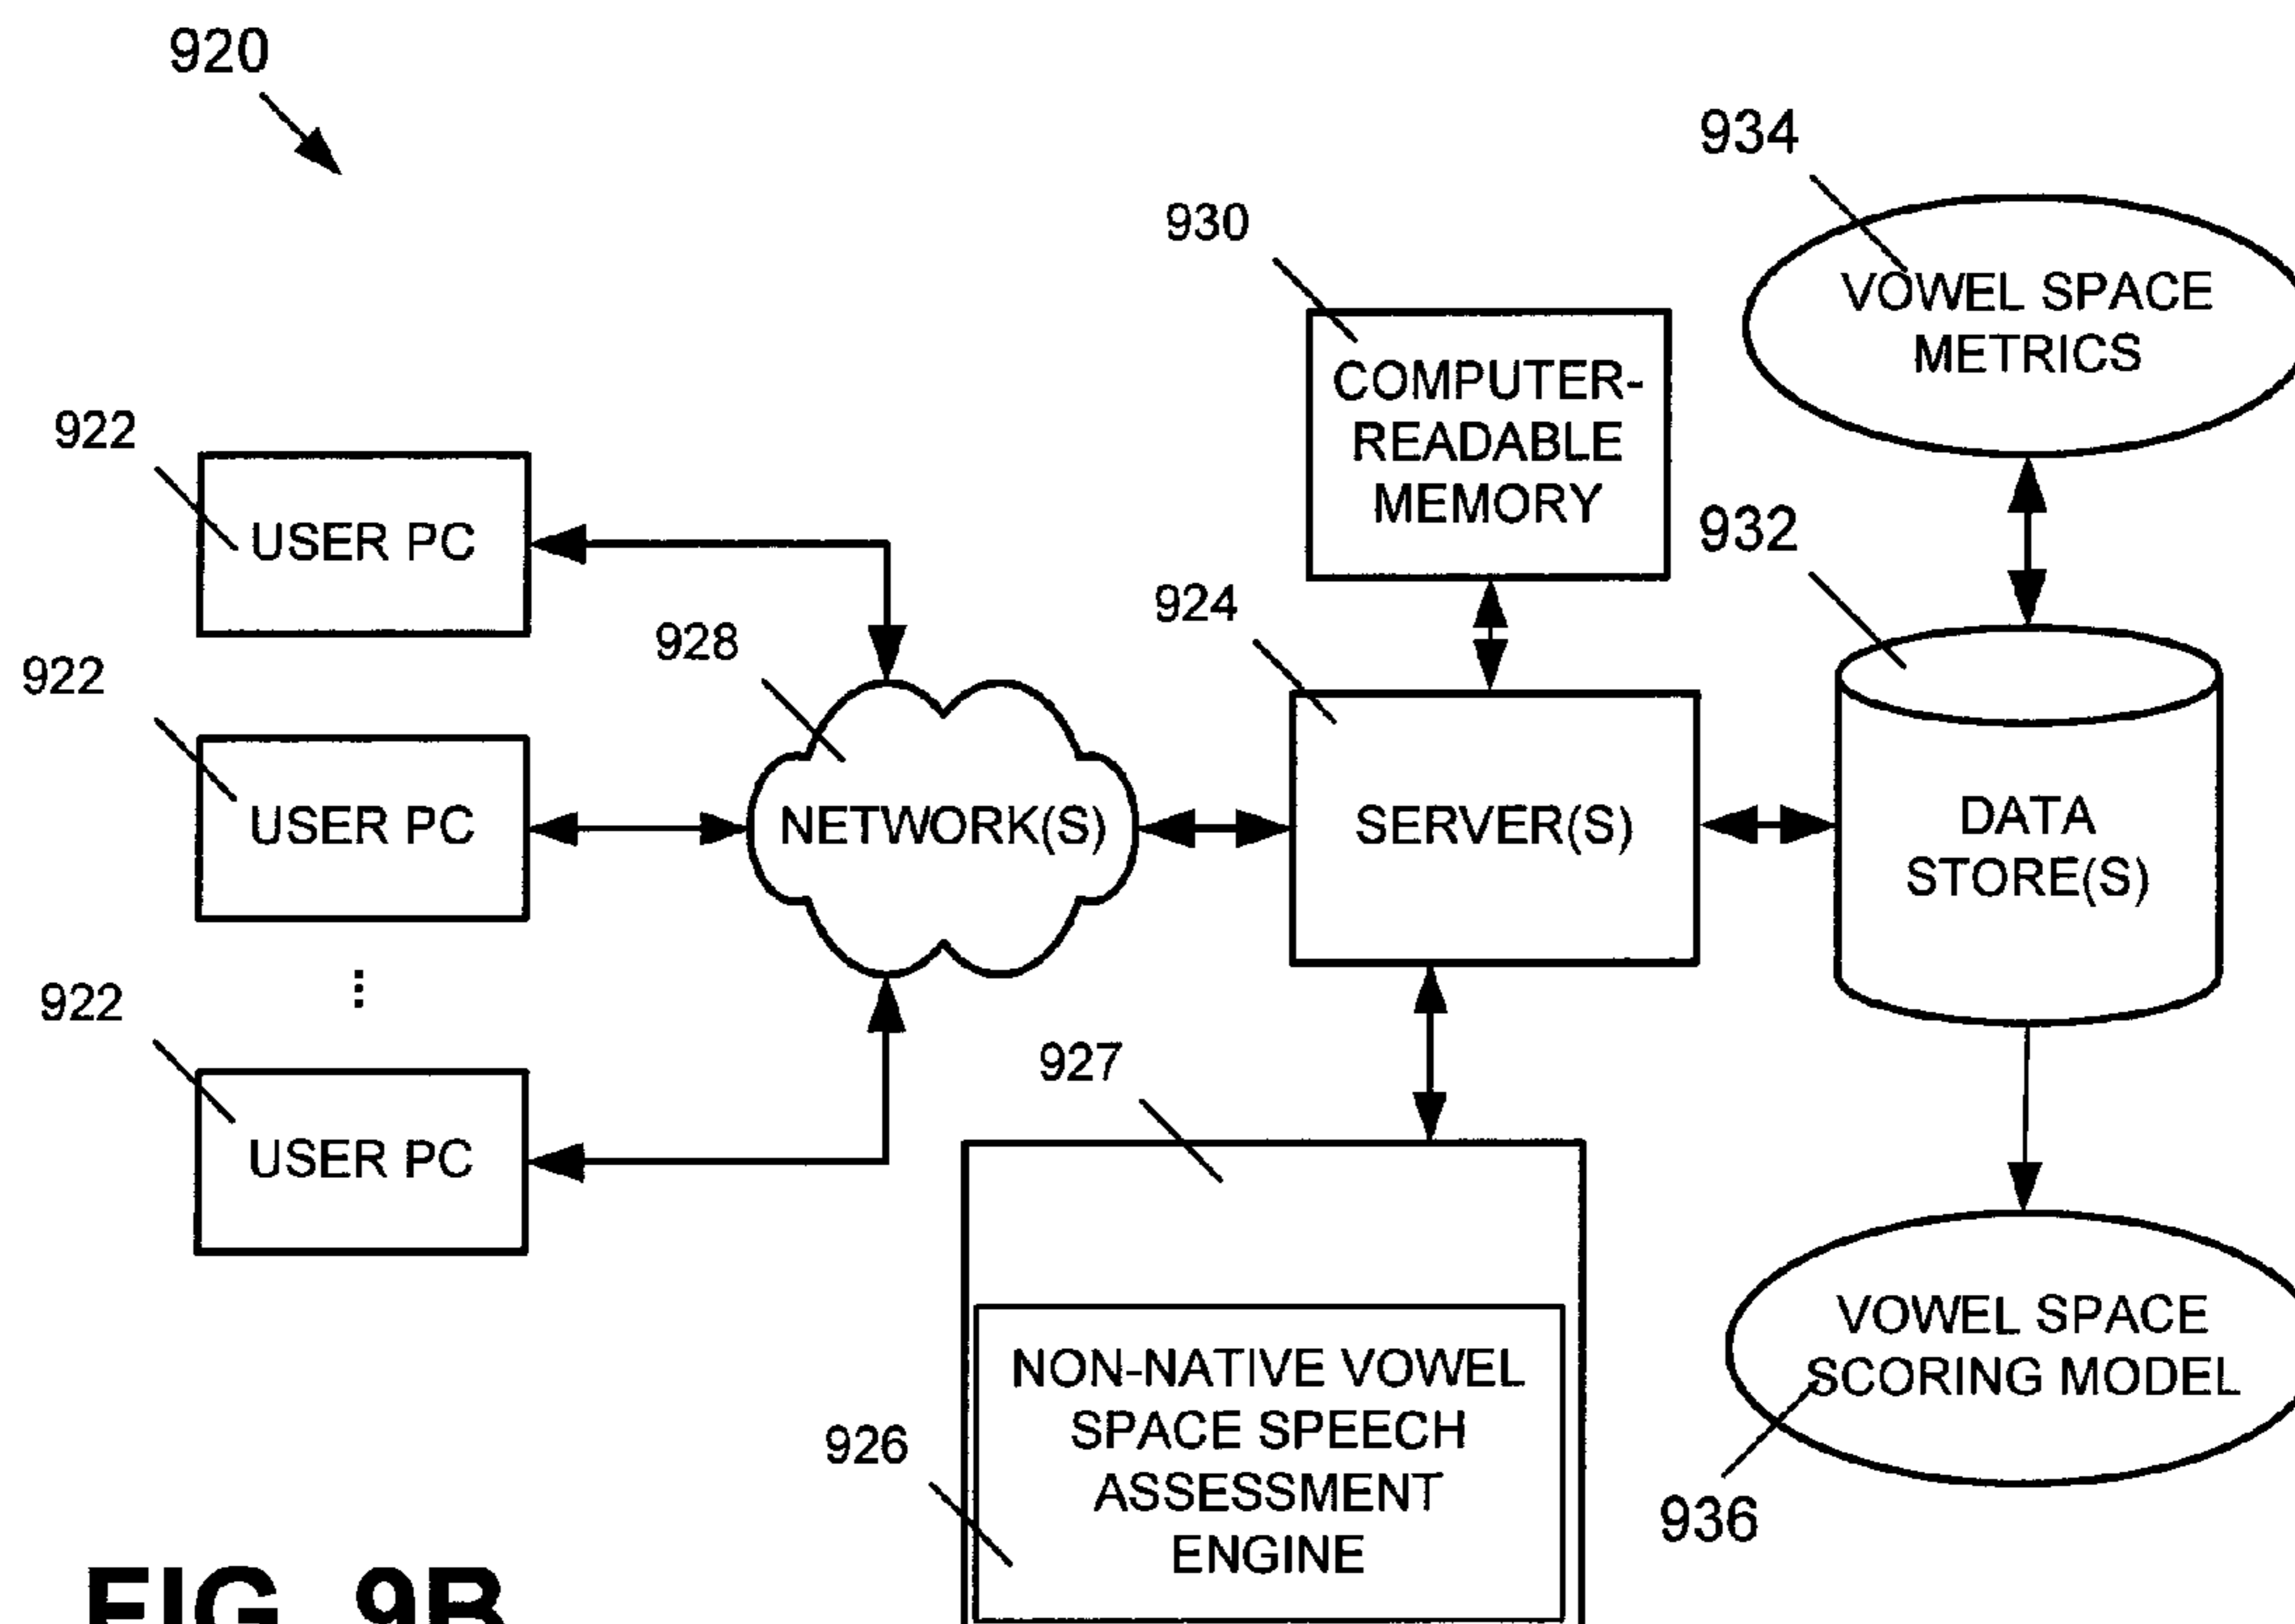 920
934
930
VOWEL SPACE
METRICS
COMPUTER-
READABLE
MEMORY
922
USER PC
932
924
928
922
USER PC
NETWORK(S)
SERVER(S)
DATA
STORE(S)
922
⋮
USER PC
927
VOWEL SPACE
SCORING MODEL
936
926
NON-NATIVE VOWEL
SPACE SPEECH
ASSESSMENT
ENGINE
FIG. 9B